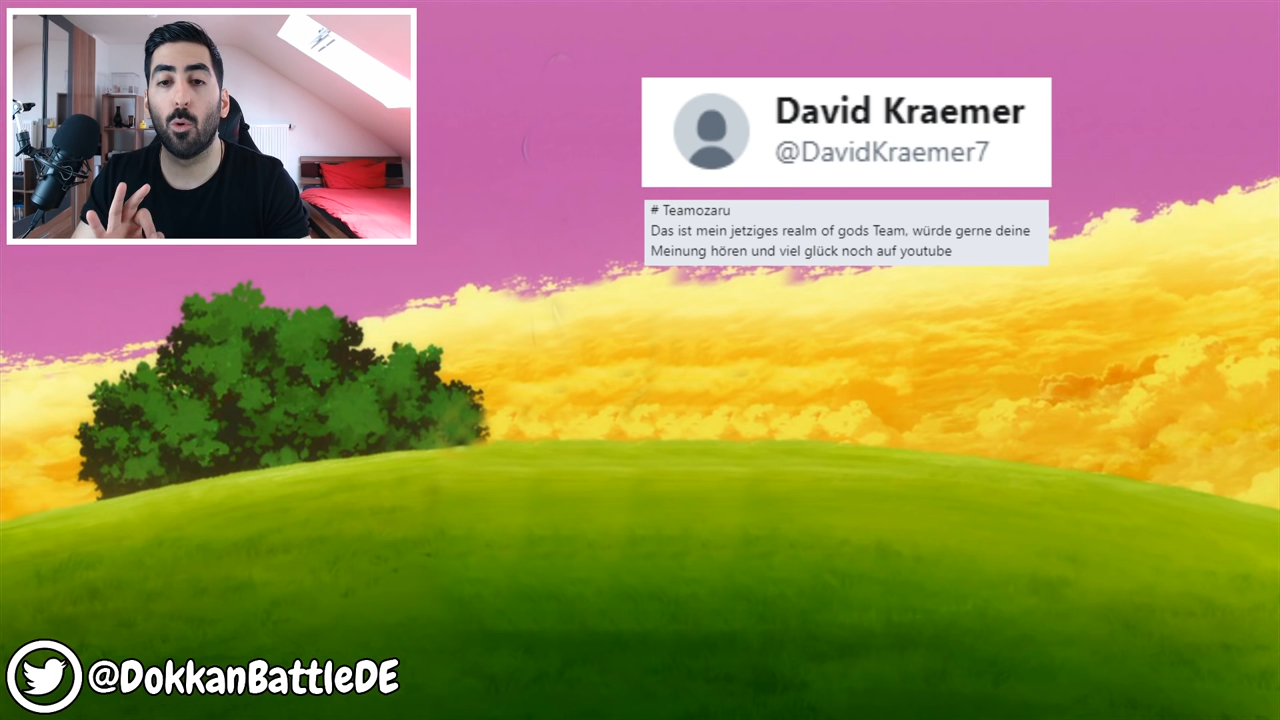 David Kraemer
@DavidKraemer7
# Teamozaru
Das ist mein jetziges realm of gods Team, würde gerne deine
Meinung hören und viel glück noch auf youtube
@DokkanBattleDE